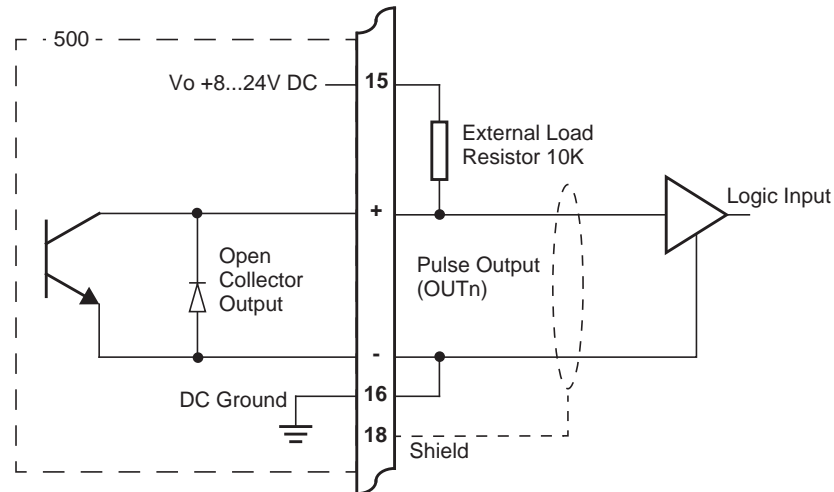 500
Vo +8...24V DC
15
External Load
Resistor 10K
Logic Input
+
Open
Collector
Output
Pulse Output
(OUTn)
-
DC Ground
16
18
Shield